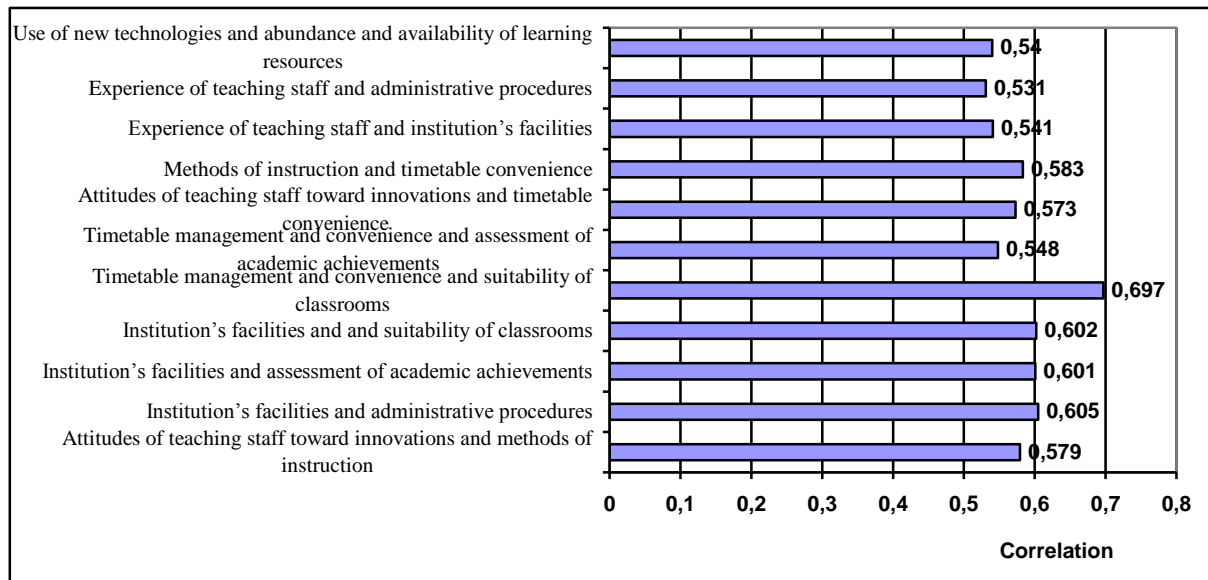 Use of new technologies and abundance and availability of learning
resources
0,54
Experience of teaching staff and administrative procedures
0,531
Experience of teaching staff and institution’s facilities
0,541
Methods of instruction and timetable convenience
0,583
Attitudes of teaching staff toward innovations and timetable
convenience.
0,573
Timetable management and convenience and assessment of
academic achievements
0,548
Timetable management and convenience and suitability of
classrooms
0,697
Institution’s facilities and and suitability of classrooms
0,602
Institution’s facilities and assessment of academic achievements
0,601
Institution’s facilities and administrative procedures
0,605
Attitudes of teaching staff toward innovations and methods of
instruction
0,579
0 0,1 0,2 0,3 0,4 0,5 0,6 0,7 0,8
Correlation